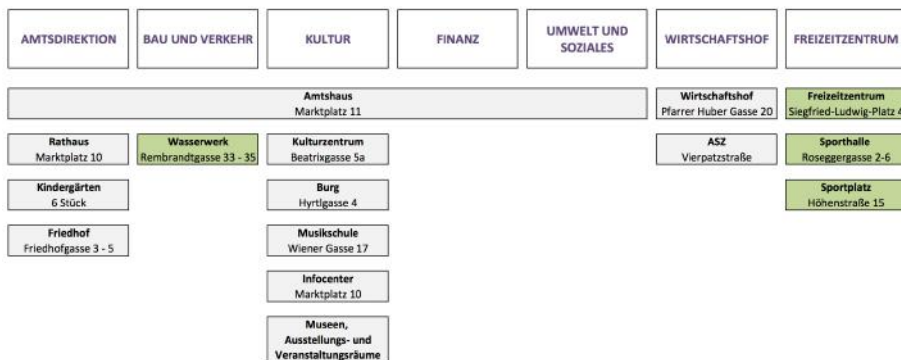 AMTSDIREKTION
BAU UND VERKEHR
KULTUR
FINANZ
UMWELT UND
SOZIALES
WIRTSCHAFTSHOF
FREIZEITZENTRUM
Amtshaus
Marktplatz 11
Wirtschaftshof
Pfarrer Huber Gasse 20
Freizeitzentrum
Siegfried-Ludwig-Platz 4
Rathaus
Marktplatz 10
Wasserwerk
Rembrandtgasse 33 - 35
Kulturzentrum
Beatrixgasse 5a
ASZ
Vierpatzstraße
Sporthalle
Roseggergasse 2-6
Kindergärten
6 Stück
Burg
Hyrtlgasse 4
Sportplatz
Höhenstraße 15
Friedhof
Friedhofgasse 3 - 5
Musikschule
Wiener Gasse 17
Infocenter
Marktplatz 10
Museen,
Ausstellungs- und
Veranstaltungsräume